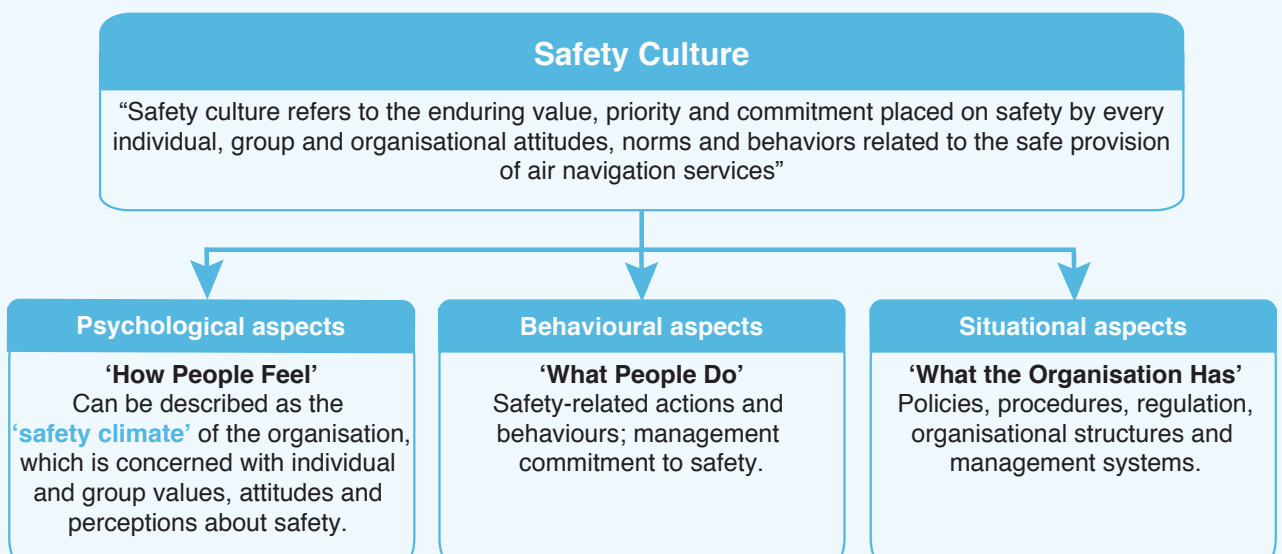 Safety Culture
“Safety culture refers to the enduring value, priority and commitment placed on safety by every
individual, group and organisational attitudes, norms and behaviors related to the safe provision
of air navigation services”
Psychological aspects
‘How People Feel’
Can be described as the
‘safety climate’ of the organisation,
which is concerned with individual
and group values, attitudes and
perceptions about safety.
Behavioural aspects
‘What People Do’
Safety-related actions and
behaviours; management
commitment to safety.
Situational aspects
‘What the Organisation Has’
Policies, procedures, regulation,
organisational structures and
management systems.